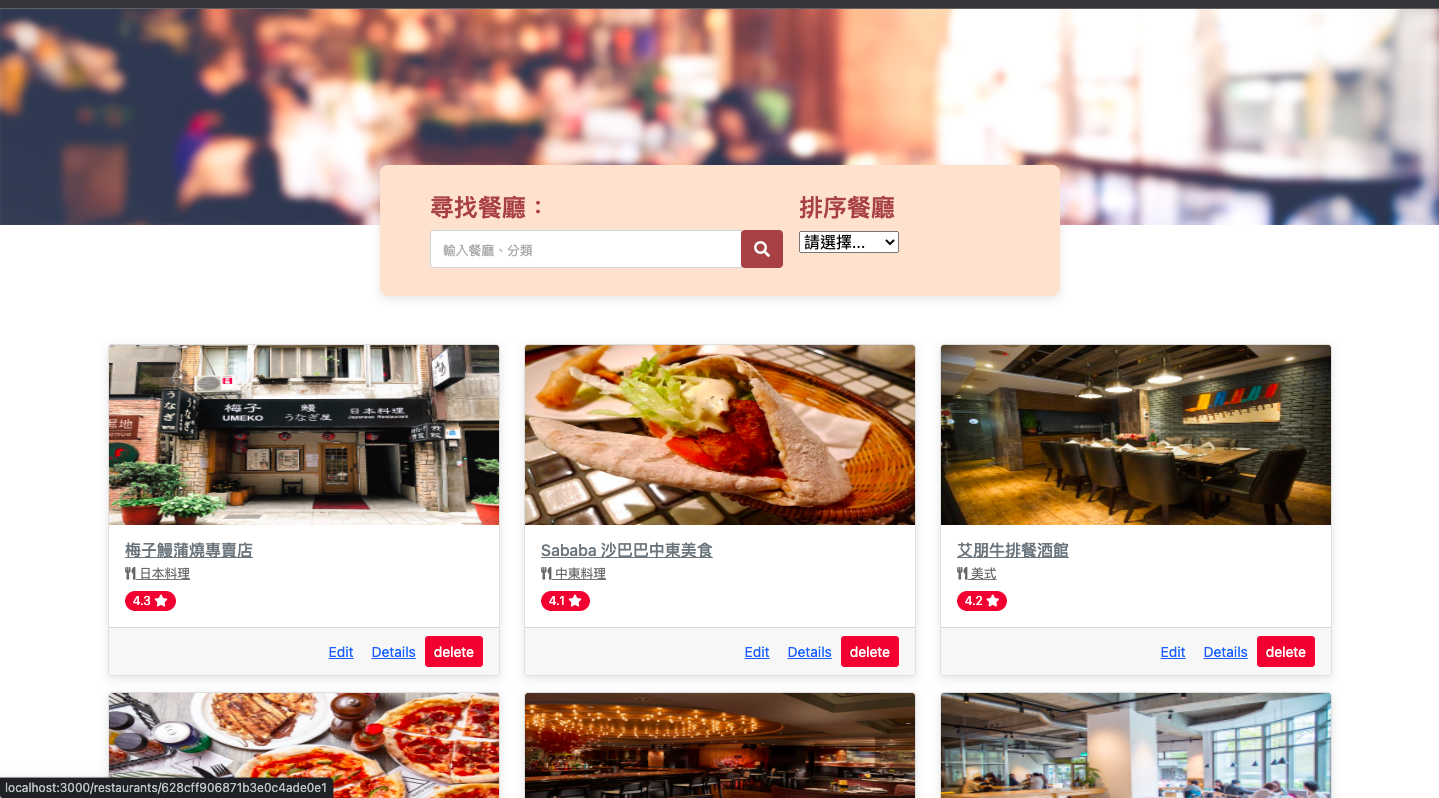 尋找餐廳：
輸入餐廳、分類
排序餐廳
請選擇...
うなぎ
梅子 鰻 日本料理
UMEKO うなぎ屋 Japanese Restaurant
梅子鰻蒲燒專賣店
日本料理
4.3
Edit Details delete
Sababa 沙巴巴中東美食
中東料理
4.1
Edit Details delete
艾朋牛排餐酒館
美式
4.2
Edit Details delete
localhost:3000/restaurants/628cff906871b3e0c4ade0e1